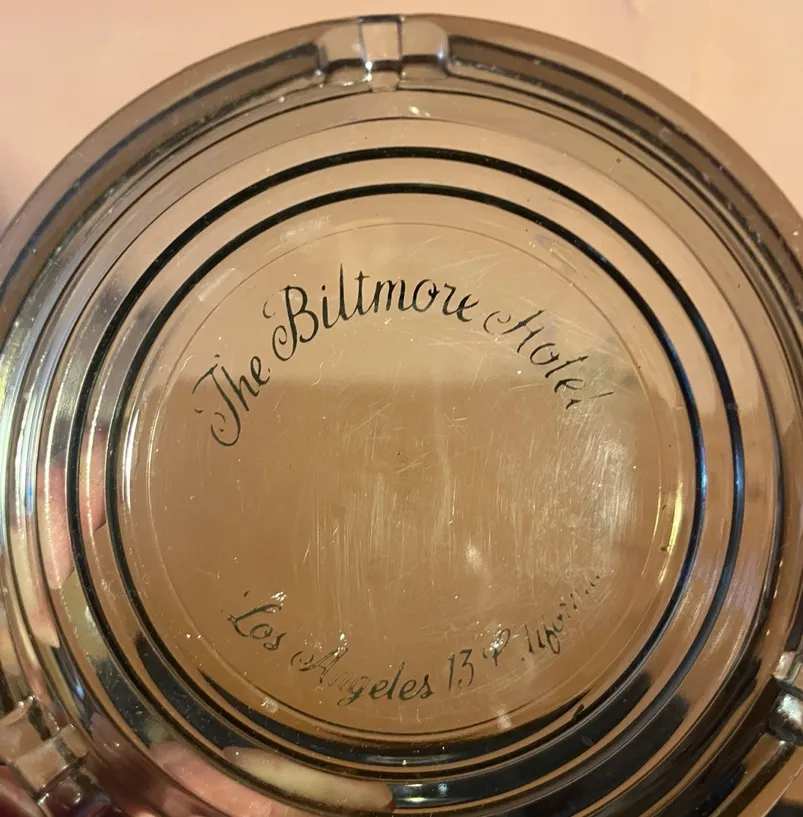 The Biltmore Hotel
Los Angeles 13